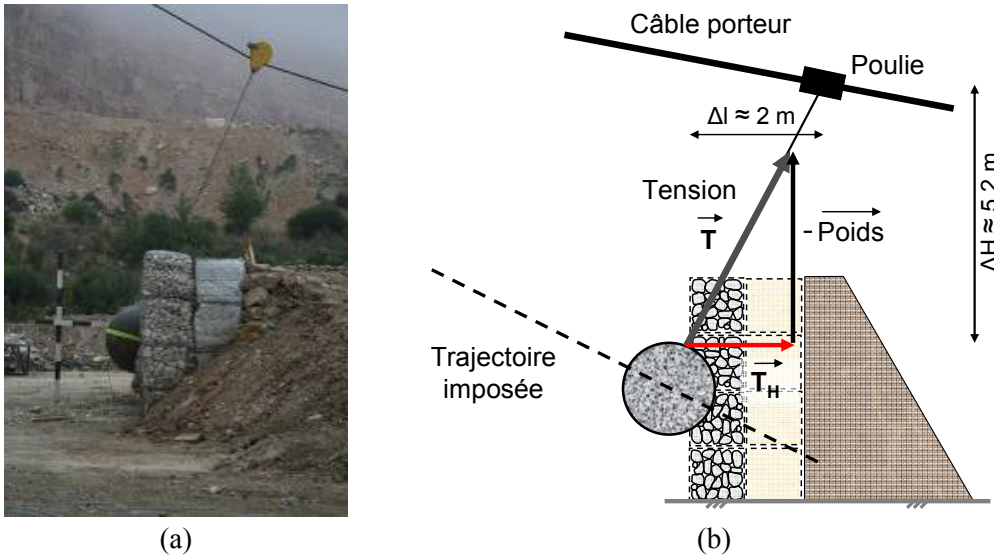 Câble porteur
Poulie
Δl ≈ 2 m
ΔH ≈ 5.2 m
Tension
T
- Poids
Trajectoire
imposée
T_H
(a)
(b)